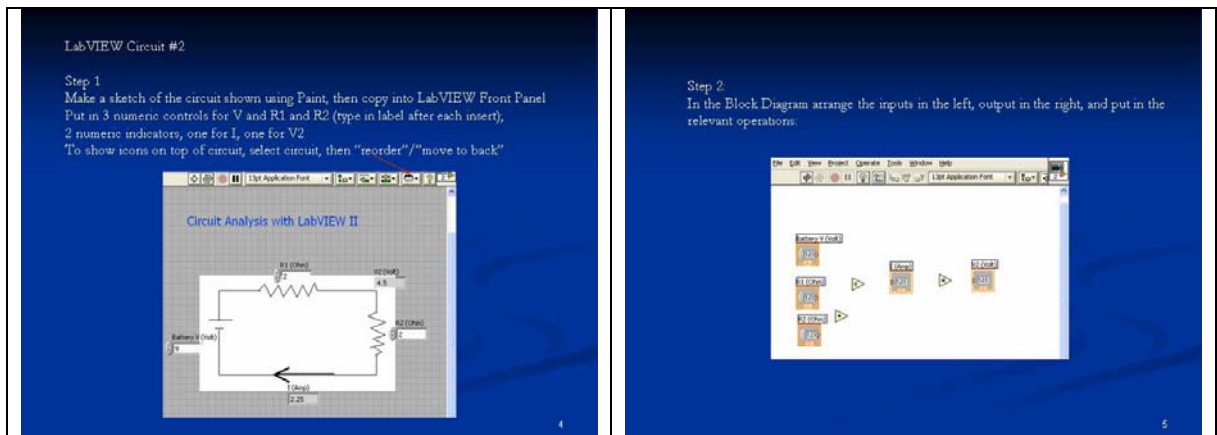 LabVIEW Circuit #2
Step 1
Make a sketch of the circuit shown using Paint, then copy into LabVIEW Front Panel
Put in 3 numeric controls for V and R1 and R2 (type in label after each insert),
2 numeric indicators, one for I, one for V2
To show icons on top of circuit, select circuit, then "reorder"/"move to back"
13pt Application Font
Circuit Analysis with LabVIEW II
R1 (Ohm)
2
V2 (Volt)
4.5
R2 (Ohm)
2
Battery V (Volt)
9
I (Amp)
2.25
4
Step 2:
In the Block Diagram arrange the inputs in the left, output in the right, and put in the
relevant operations:
File Edit View Project Operate Tools Window Help
13pt Application Font
Battery V (Volt)
I (Amp)
V2 (Volt)
R1 (Ohm)
R2 (Ohm)
5